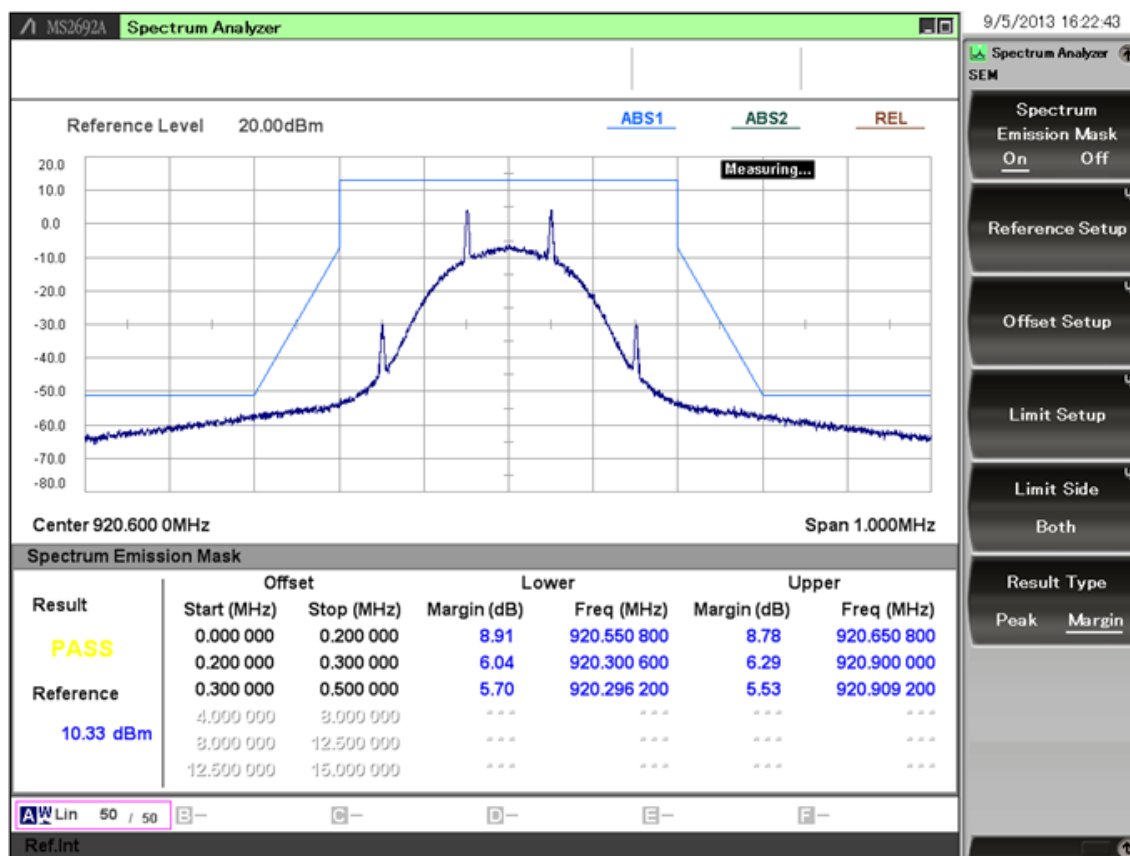 MS2692A Spectrum Analyzer
9/5/2013 16:22:43
Spectrum Analyzer
SEM
Reference Level 20.00dBm
ABS1 ABS2 REL
Measuring...
20.0
10.0
0.0
-10.0
-20.0
-30.0
-40.0
-50.0
-60.0
-70.0
-80.0
Center 920.600 0MHz Span 1.000MHz
Spectrum Emission Mask
Offset Lower Upper
Result Start (MHz) Stop (MHz) Margin (dB) Freq (MHz) Margin (dB) Freq (MHz)
0.000 000 0.200 000 8.91 920.550 800 8.78 920.650 800
PASS
0.200 000 0.300 000 6.04 920.300 600 6.29 920.900 000
Reference 0.300 000 0.500 000 5.70 920.296 200 5.53 920.909 200
4.000 000 8.000 000 *** *** *** ***
10.33 dBm
8.000 000 12.500 000 *** *** *** ***
12.500 000 15.000 000 *** *** *** ***
A W Lin 50 / 50 B- C- D- E- F-
Ref.Int
Spectrum
Emission Mask
On Off
Reference Setup
Offset Setup
Limit Setup
Limit Side
Both
Result Type
Peak Margin